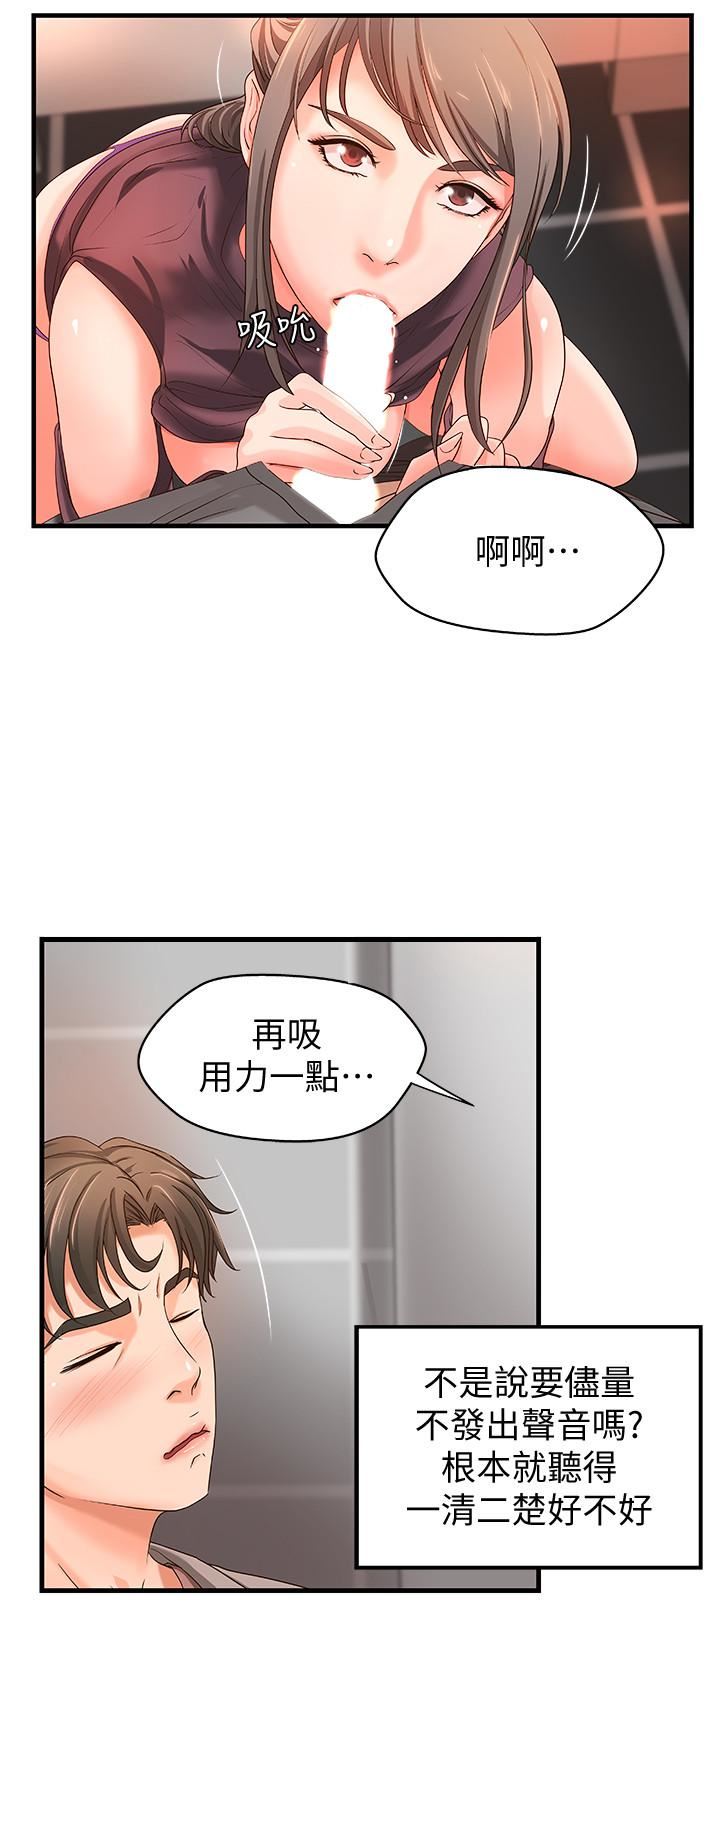 吸吮
啊啊…
再吸
用力一點…
不是說要儘量
不發出聲音嗎?
根本就聽得
一清二楚好不好